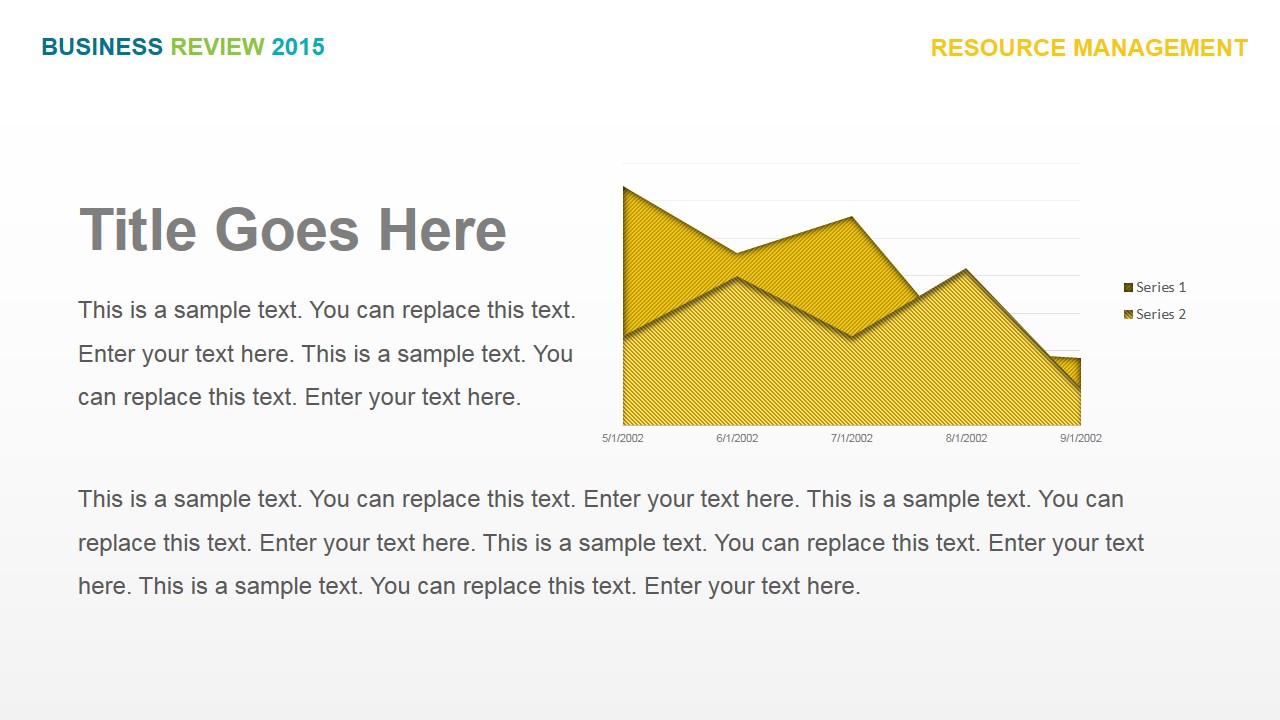 BUSINESS REVIEW 2015
RESOURCE MANAGEMENT
Title Goes Here
This is a sample text. You can replace this text.
Enter your text here. This is a sample text. You
can replace this text. Enter your text here.
Series 1
Series 2
5/1/2002 6/1/2002 7/1/2002 8/1/2002 9/1/2002
This is a sample text. You can replace this text. Enter your text here. This is a sample text. You can
replace this text. Enter your text here. This is a sample text. You can replace this text. Enter your text
here. This is a sample text. You can replace this text. Enter your text here.